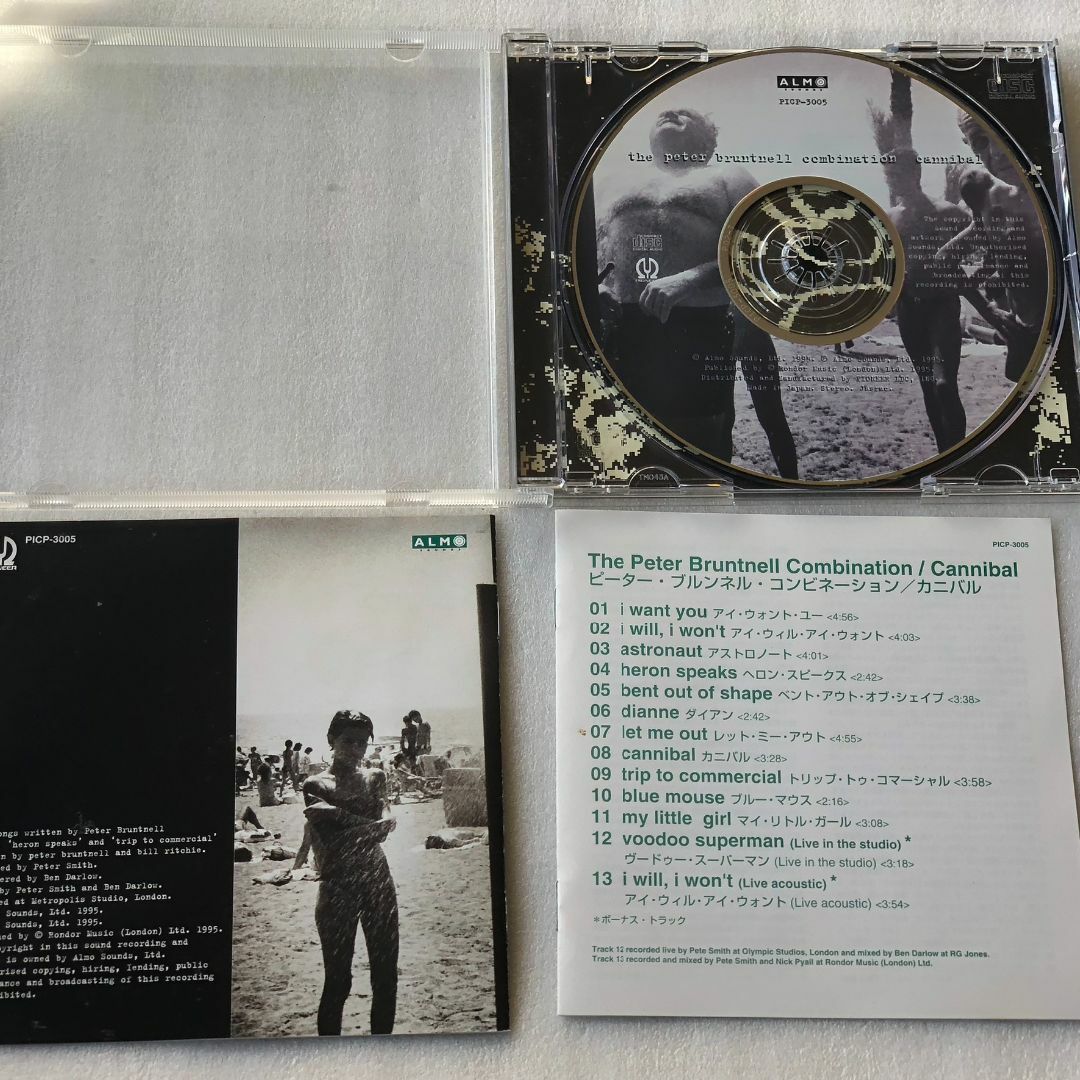 ALMO
SOUNDS
PICP-3005
COMPACT
DISC
DIGITAL AUDIO
the peter bruntnell combination cannibal
The copyright in this
sound recording and
artwork is owned by Almo
Sounds, Ltd. Unauthorised
copying, hiring, lending,
public performance and
broadcasting of this
recording is prohibited.
COMPACT
DISC
DIGITAL AUDIO
PIONEER
Published by © Rondor Music (London) Ltd. 1995.
Distributed and Manufactured by PIONEER LDC, INC.
Made in Japan. Stereo. Jasrac.
TM043A
PICP-3005
ALMO
SOUNDS
ongs written by Peter Bruntnell
'heron speaks' and 'trip to commercial'
en by peter bruntnell and bill ritchie.
ed by Peter Smith.
ered by Ben Darlow.
by Peter Smith and Ben Darlow.
ed at Metropolis Studio, London.
Sounds, Ltd. 1995.
Sounds, Ltd. 1995.
hed by © Rondor Music (London) Ltd. 1995.
pyright in this sound recording and
is owned by Almo Sounds, Ltd.
rised copying, hiring, lending, public
ance and broadcasting of this recording
hibited.
PICP-3005
The Peter Bruntnell Combination / Cannibal
ピーター・ブルンネル・コンビネーション／カニバル
01 i want you アイ・ウォント・ユー <4:56>
02 i will, i won't アイ・ウィル・アイ・ウォント <4:03>
03 astronaut アストロノート <4:01>
04 heron speaks ヘロン・スピークス <2:42>
05 bent out of shape ベント・アウト・オブ・シェイプ <3:38>
06 dianne ダイアン <2:42>
07 let me out レット・ミー・アウト <4:55>
08 cannibal カニバル <3:28>
09 trip to commercial トリップ・トゥ・コマーシャル <3:58>
10 blue mouse ブルー・マウス <2:16>
11 my little girl マイ・リトル・ガール <3:08>
12 voodoo superman (Live in the studio) *
ヴードゥー・スーパーマン (Live in the studio) <3:18>
13 i will, i won't (Live acoustic) *
アイ・ウィル・アイ・ウォント (Live acoustic) <3:54>
*ボーナス・トラック
Track 12 recorded live by Pete Smith at Olympic Studios, London and mixed by Ben Darlow at RG Jones.
Track 13 recorded and mixed by Pete Smith and Nick Pyall at Rondor Music (London) Ltd.